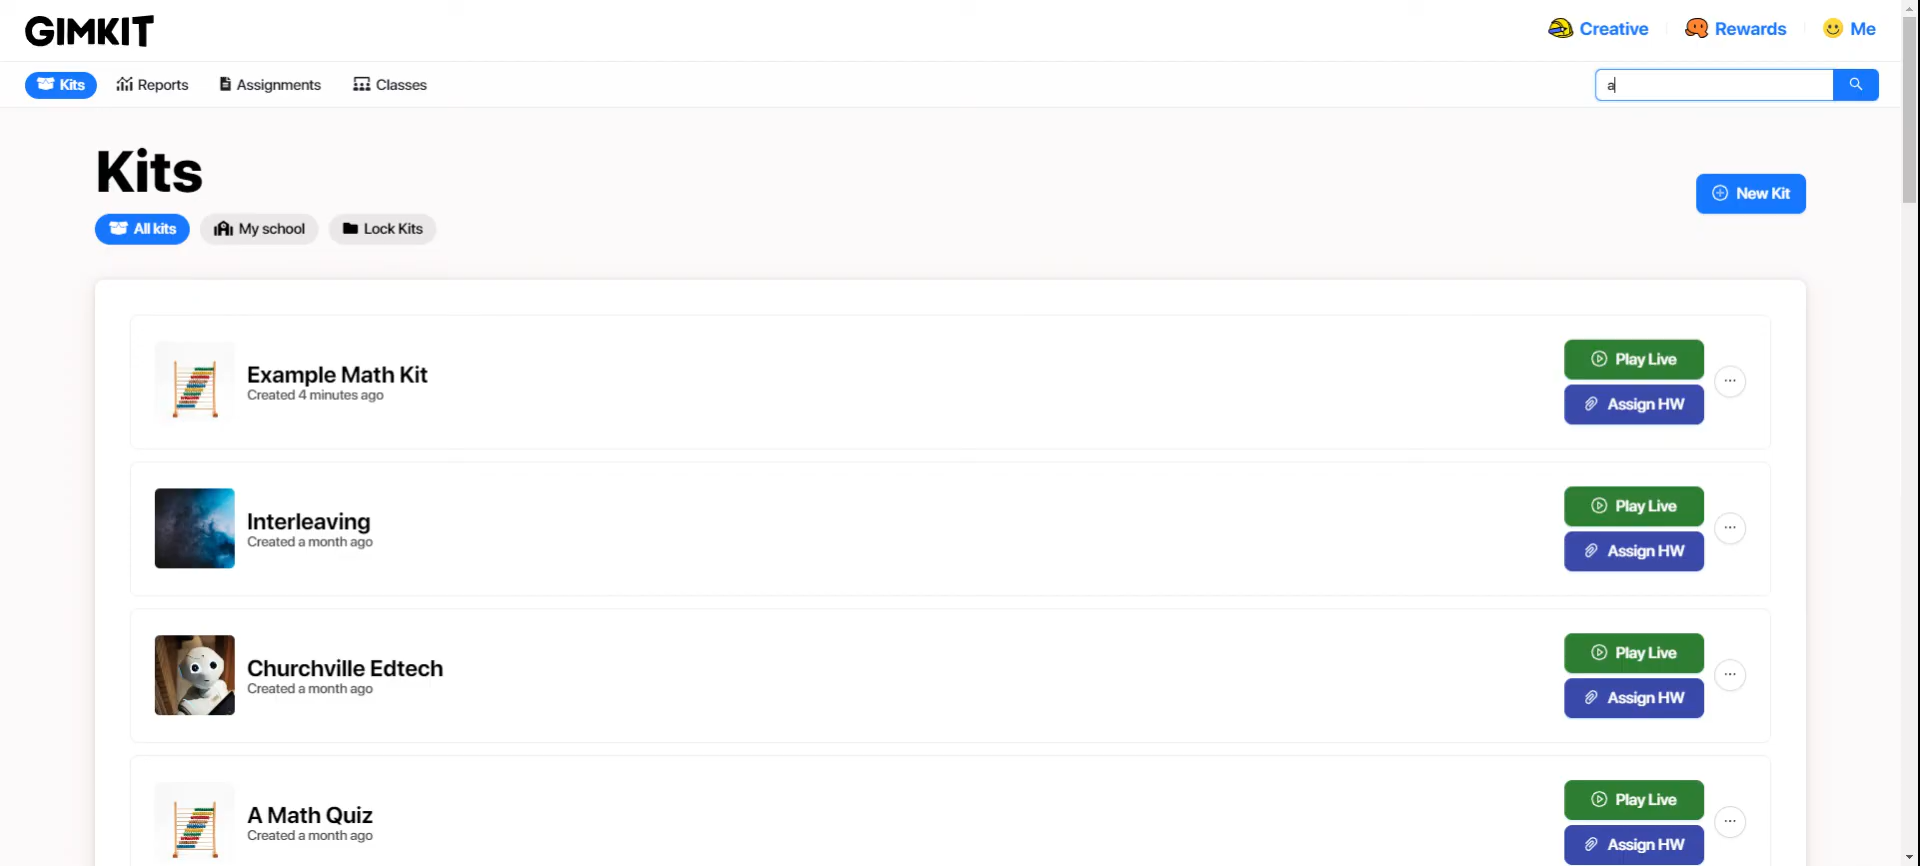 GIMKIT
Creative
Rewards
Me
Kits
Reports
Assignments
Classes
a
Kits
New Kit
All kits
My school
Lock Kits
Example Math Kit
Created 4 minutes ago
Play Live
Assign HW
Interleaving
Created a month ago
Play Live
Assign HW
Churchville Edtech
Created a month ago
Play Live
Assign HW
A Math Quiz
Created a month ago
Play Live
Assign HW